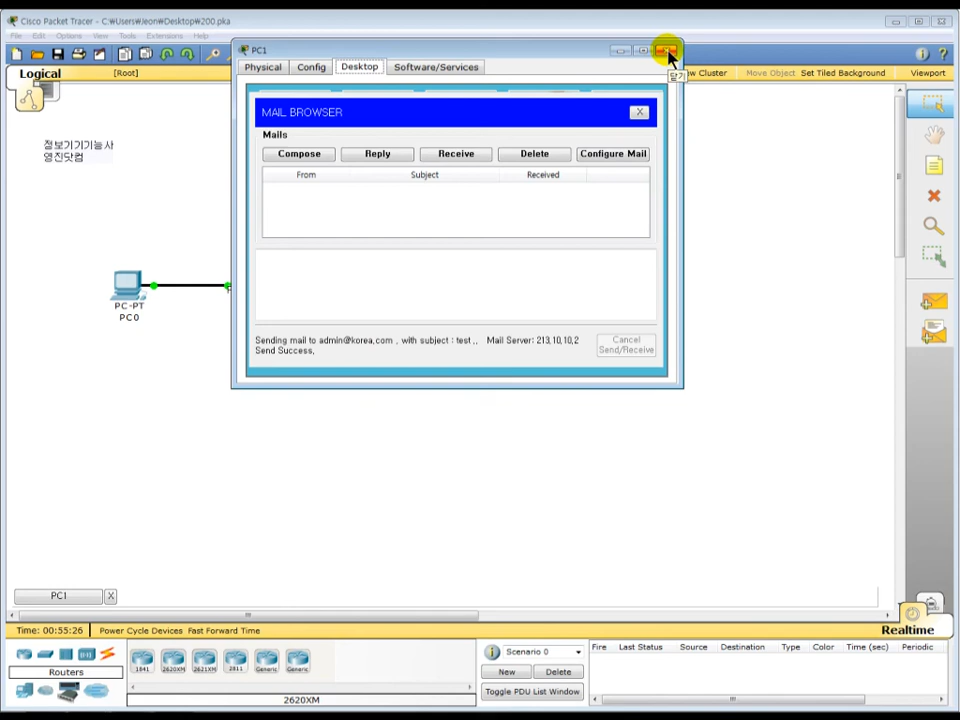 Cisco Packet Tracer - C:₩Users₩Jeon₩Desktop₩200.pka
File Edit Options View Tools Extensions Help
Logical [Root] New Cluster Move Object Set Tiled Background Viewport
정보기기기능사
영진닷컴
PC-PT
PC0
PC1
Physical Config Desktop Software/Services
닫기
MAIL BROWSER X
Mails
Compose Reply Receive Delete Configure Mail
From Subject Received
Sending mail to admin@korea.com , with subject : test .. Mail Server: 213.10.10.2
Send Success.
Cancel
Send/Receive
PC1 X
Time: 00:55:26 Power Cycle Devices Fast Forward Time
Realtime
Routers
1841 2620XM 2621XM 2811 Generic Generic
2620XM
Scenario 0
New Delete
Toggle PDU List Window
Fire Last Status Source Destination Type Color Time (sec) Periodic